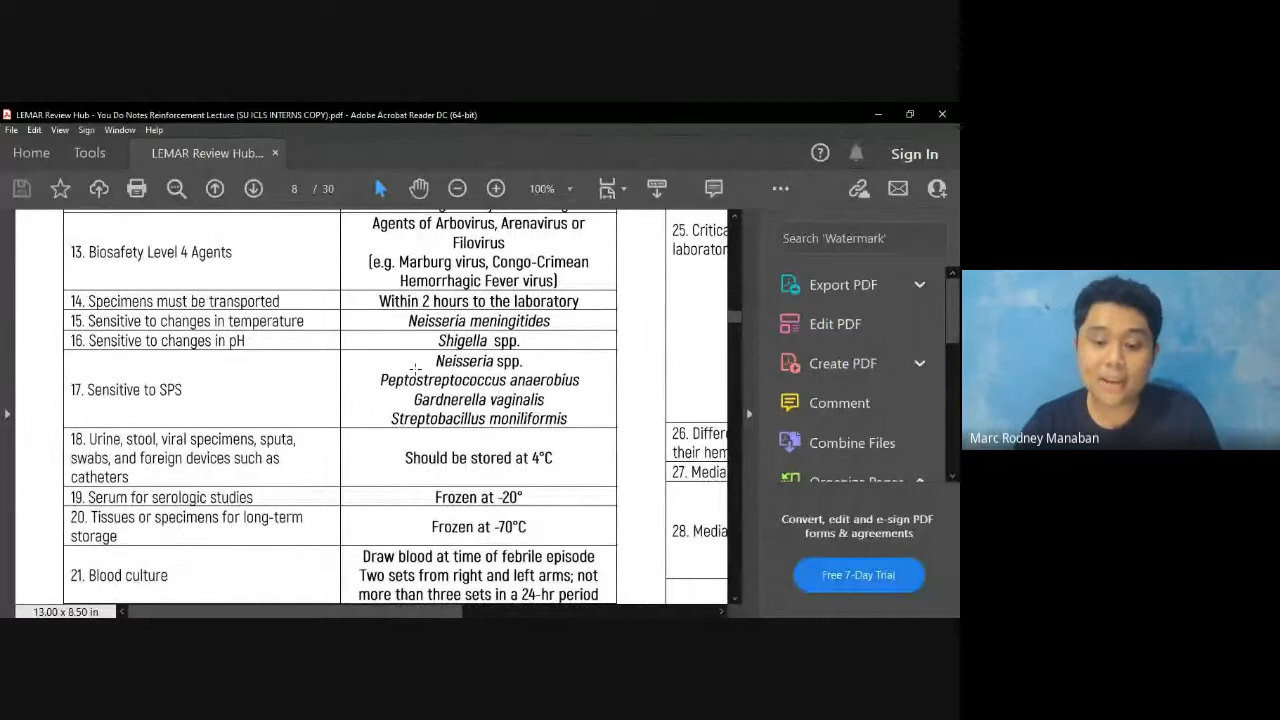 LEMAR Review Hub - You Do Notes Reinforcement Lecture (SU ICLS INTERNS COPY).pdf - Adobe Acrobat Reader DC (64-bit)
File Edit View Sign Window Help
Home Tools LEMAR Review Hub... × Sign In
8 / 30 100%
13. Biosafety Level 4 Agents
Agents of Arbovirus, Arenavirus or
Filovirus
(e.g. Marburg virus, Congo-Crimean
Hemorrhagic Fever virus)
14. Specimens must be transported
Within 2 hours to the laboratory
15. Sensitive to changes in temperature
Neisseria meningitides
16. Sensitive to changes in pH
Shigella spp.
17. Sensitive to SPS
Neisseria spp.
Peptostreptococcus anaerobius
Gardnerella vaginalis
Streptobacillus moniliformis
18. Urine, stool, viral specimens, sputa,
swabs, and foreign devices such as
catheters
Should be stored at 4°C
19. Serum for serologic studies
Frozen at -20°
20. Tissues or specimens for long-term
storage
Frozen at -70°C
21. Blood culture
Draw blood at time of febrile episode
Two sets from right and left arms; not
more than three sets in a 24-hr period
25. Critica
laborator
26. Differe
their hem
27. Media
28. Media
13.00 x 8.50 in
Search 'Watermark'
Export PDF
Edit PDF
Create PDF
Comment
Combine Files
Organize Pages
Convert, edit and e-sign PDF
forms & agreements
Free 7-Day Trial
Marc Rodney Manaban